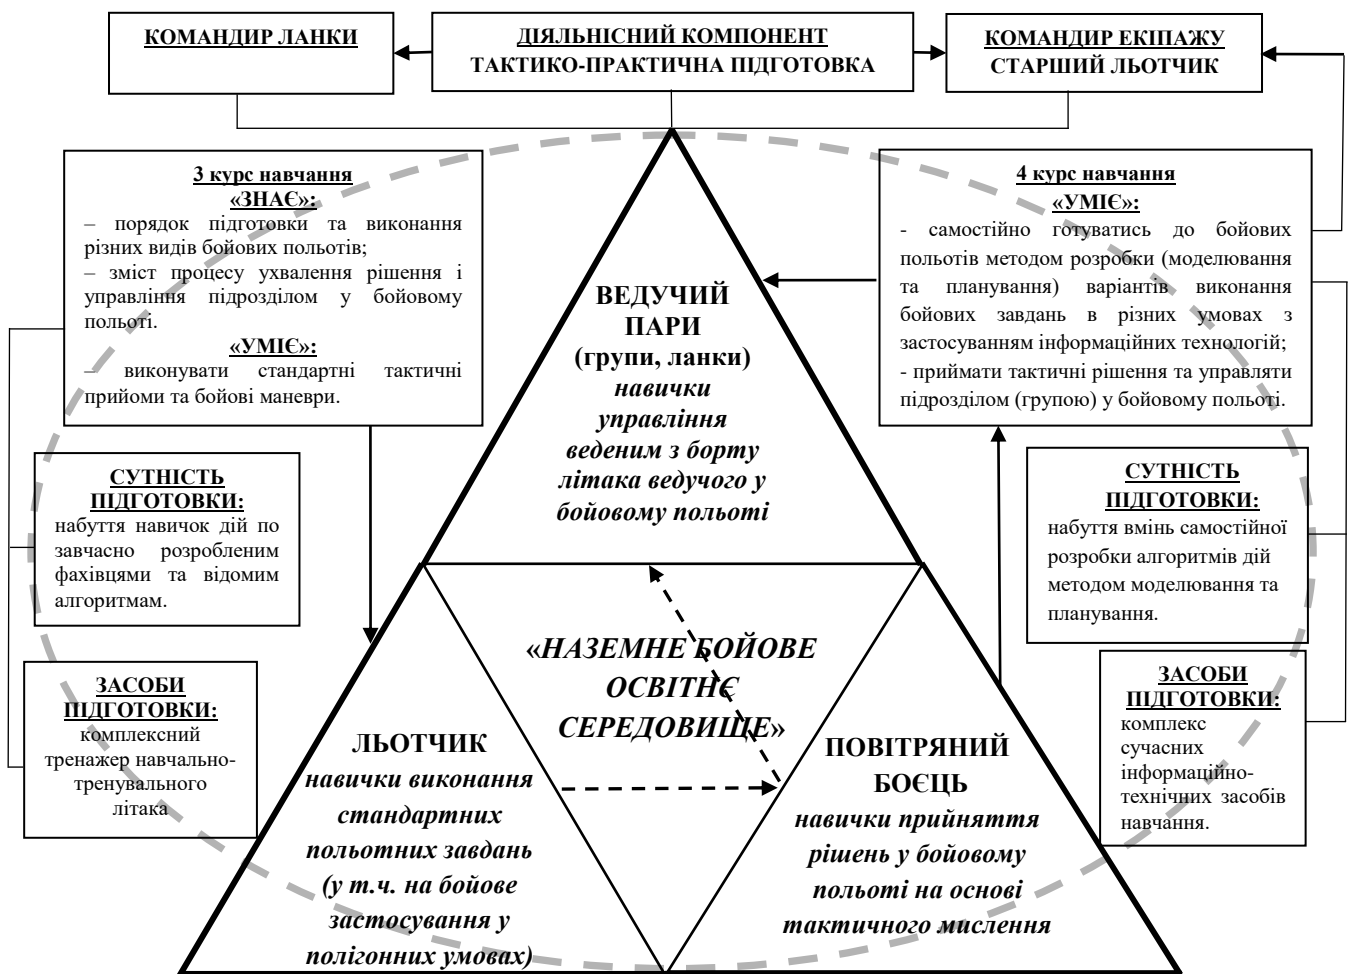 КОМАНДИР ЛАНКИ
ДІЯЛЬНІСНИЙ КОМПОНЕНТ
ТАКТИКО-ПРАКТИЧНА ПІДГОТОВКА
КОМАНДИР ЕКІПАЖУ
СТАРШИЙ ЛЬОТЧИК
3 курс навчання
«ЗНАЄ»:
– порядок підготовки та виконання
різних видів бойових польотів;
– зміст процесу ухвалення рішення і
управління підрозділом у бойовому
польоті.
«УМІЄ»:
– виконувати стандартні тактичні
прийоми та бойові маневри.
4 курс навчання
«УМІЄ»:
- самостійно готуватись до бойових
польотів методом розробки (моделювання
та планування) варіантів виконання
бойових завдань в різних умовах з
застосуванням інформаційних технологій;
- приймати тактичні рішення та управляти
підрозділом (групою) у бойовому польоті.
ВЕДУЧИЙ
ПАРИ
(групи, ланки)
навички
управління
веденим з борту
літака ведучого у
бойовому польоті
СУТНІСТЬ
ПІДГОТОВКИ:
набуття навичок дій по
завчасно розробленим
фахівцями та відомим
алгоритмам.
СУТНІСТЬ
ПІДГОТОВКИ:
набуття вмінь самостійної
розробки алгоритмів дій
методом моделювання та
планування.
«НАЗЕМНЕ БОЙОВЕ
ОСВІТНЄ
СЕРЕДОВИЩЕ»
ЗАСОБИ
ПІДГОТОВКИ:
комплексний
тренажер навчально-
тренувального
літака
ЗАСОБИ
ПІДГОТОВКИ:
комплекс
сучасних
інформаційно-
технічних засобів
навчання.
ЛЬОТЧИК
навички виконання
стандартних
польотних завдань
(у т.ч. на бойове
застосування у
полігонних умовах)
ПОВІТРЯНИЙ
БОЄЦЬ
навички прийняття
рішень у бойовому
польоті на основі
тактичного мислення